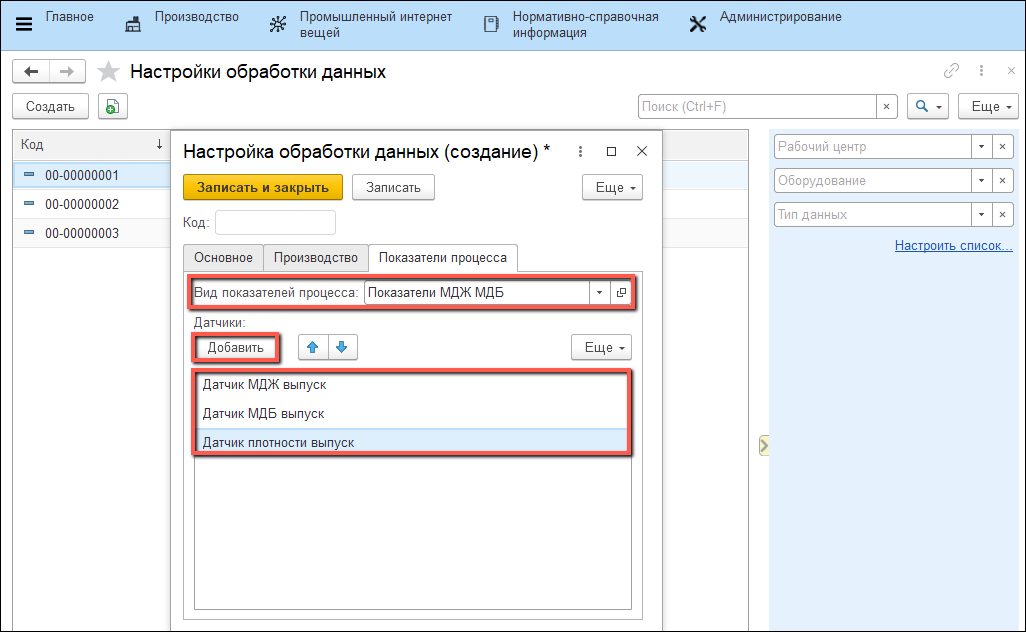 Главное
Производство
Промышленный интернет
вещей
Нормативно-справочная
информация
Администрирование
Настройки обработки данных
Создать
Поиск (Ctrl+F)
Еще
Код
00-00000001
00-00000002
00-00000003
Настройка обработки данных (создание) *
Записать и закрыть
Записать
Еще
Код:
Основное
Производство
Показатели процесса
Вид показателей процесса: Показатели МДЖ МДБ
Датчики:
Добавить
Еще
Датчик МДЖ выпуск
Датчик МДБ выпуск
Датчик плотности выпуск
Рабочий центр
Оборудование
Тип данных
Настроить список...